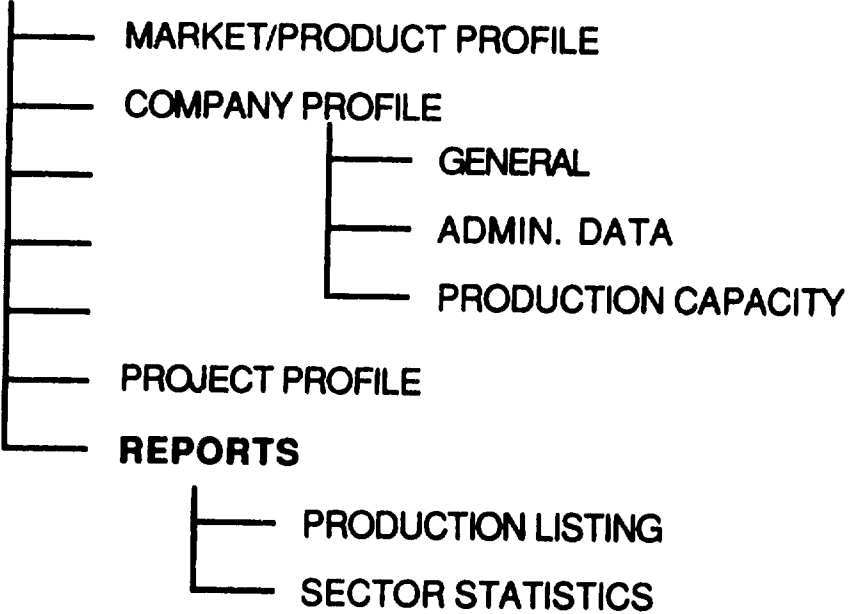 MARKET/PRODUCT PROFILE
COMPANY PROFILE
GENERAL
ADMIN. DATA
PRODUCTION CAPACITY
PROJECT PROFILE
REPORTS
PRODUCTION LISTING
SECTOR STATISTICS